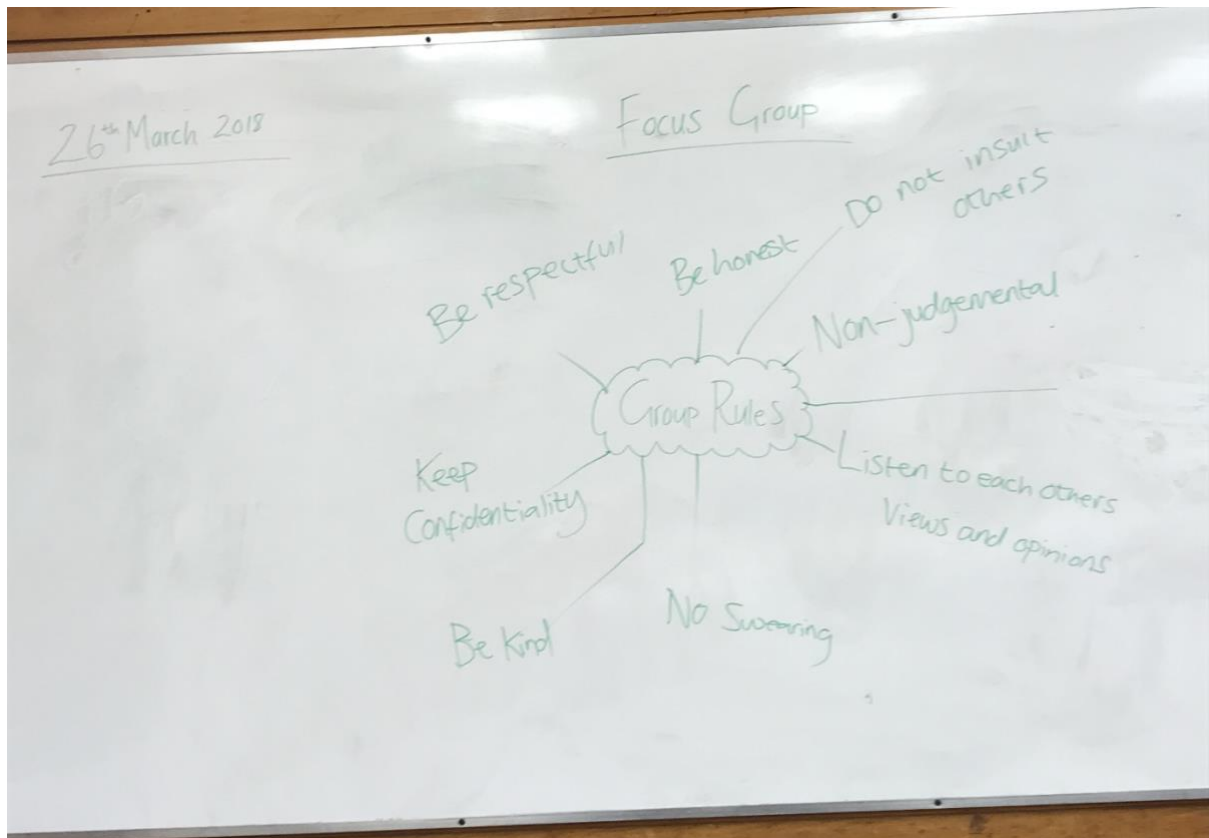 26th March 2018
Focus Group
Do not insult
others
Be respectful
Be honest
Non-judgemental
Group Rules
Listen to each others
Views and opinions
Keep
Confidentiality
Be Kind
No Swearing